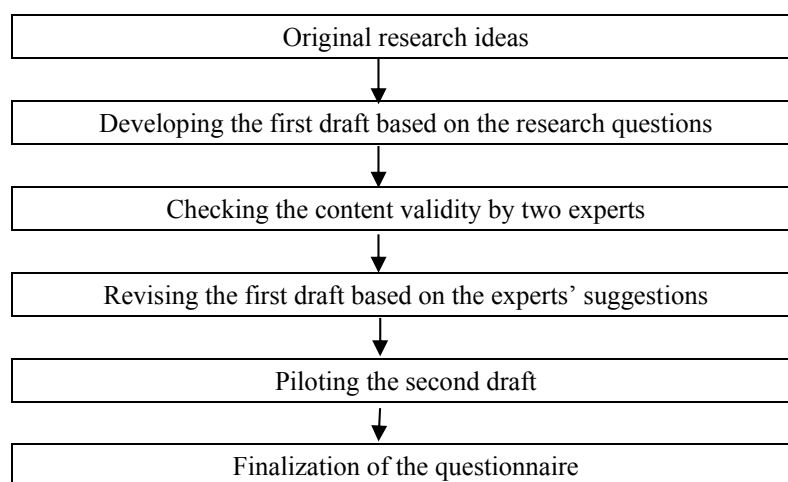 Original research ideas
Developing the first draft based on the research questions
Checking the content validity by two experts
Revising the first draft based on the experts’ suggestions
Piloting the second draft
Finalization of the questionnaire